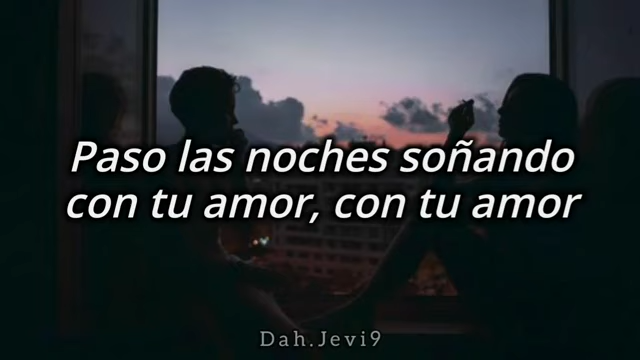 Paso las noches soñando
con tu amor, con tu amor
Dah.Jevi9